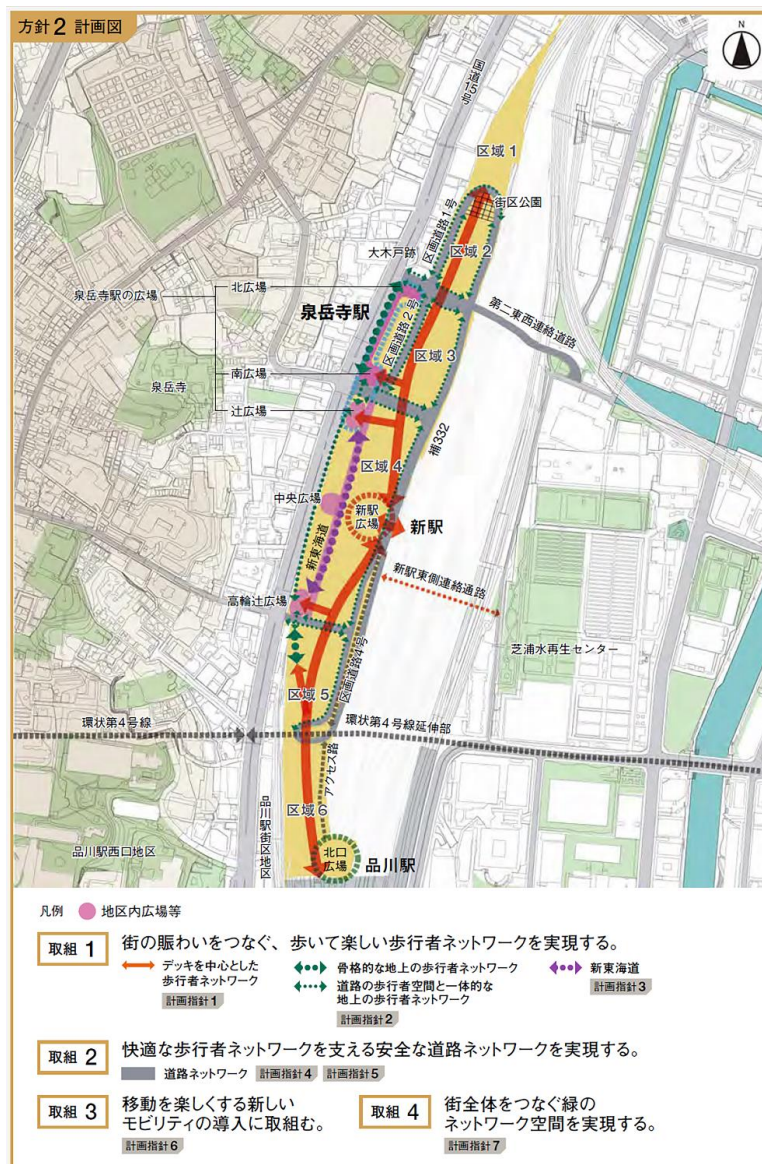 方針2 計画図
N
国道15号
区域1
街区公園
区画道路1号
大木戸跡
区域2
北広場
泉岳寺駅の広場
泉岳寺駅
第二東西連絡道路
区画道路2号
区域3
南広場
泉岳寺
辻広場
補332
区域4
中央広場
新駅
広場
新駅
新東海道
新駅東側連絡通路
高輪辻広場
芝浦水再生センター
区画道路4号
区域5
環状第4号線
環状第4号線延伸部
アクセス路
区域6
品川駅街区地区
品川駅西口地区
北口
広場
品川駅
凡例 地区内広場等
取組1 街の賑わいをつなぐ、歩いて楽しい歩行者ネットワークを実現する。
デッキを中心とした
歩行者ネットワーク
計画指針1
骨格的な地上の歩行者ネットワーク
道路の歩行者空間と一体的な
地上の歩行者ネットワーク
計画指針2
新東海道
計画指針3
取組2 快適な歩行者ネットワークを支える安全な道路ネットワークを実現する。
道路ネットワーク 計画指針4 計画指針5
取組3 移動を楽しくする新しい
モビリティの導入に取組む。
計画指針6
取組4 街全体をつなぐ緑の
ネットワーク空間を実現する。
計画指針7